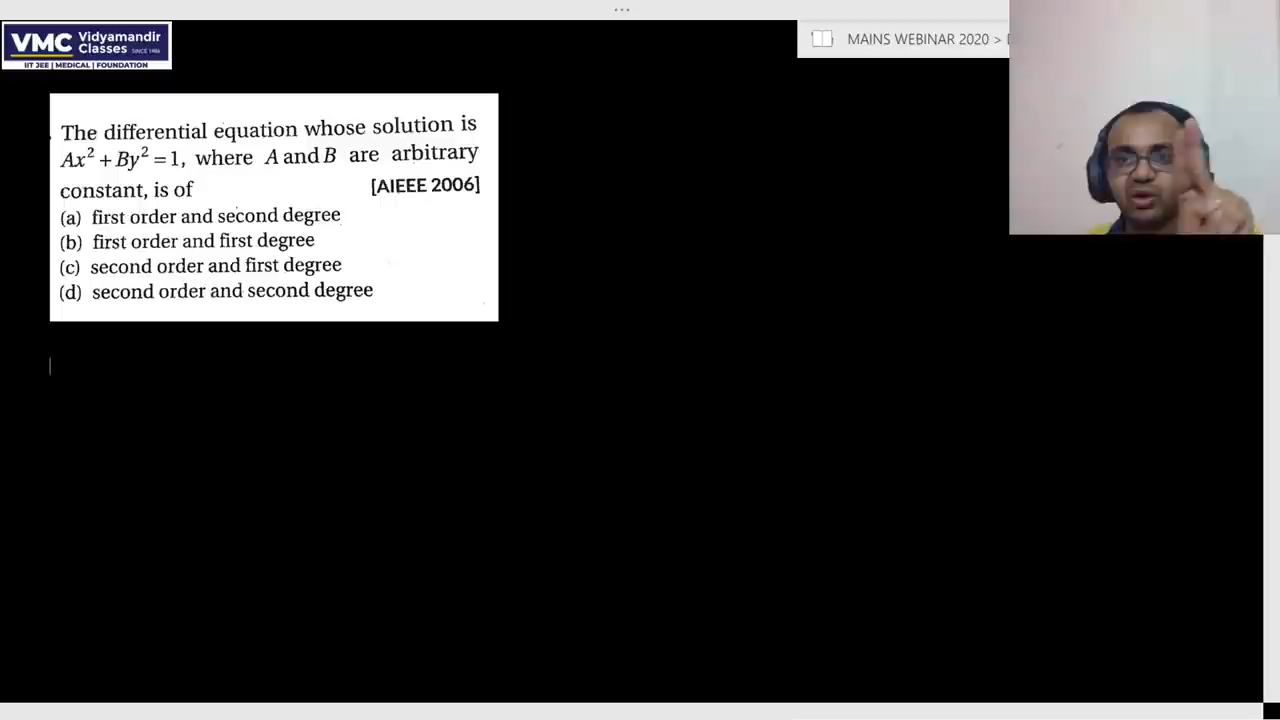 ...
VMC Vidyamandir
Classes SINCE 1986
IIT JEE | MEDICAL | FOUNDATION
MAINS WEBINAR 2020 >
The differential equation whose solution is
Ax² + By² = 1, where A and B are arbitrary
constant, is of [AIEEE 2006]
(a) first order and second degree
(b) first order and first degree
(c) second order and first degree
(d) second order and second degree